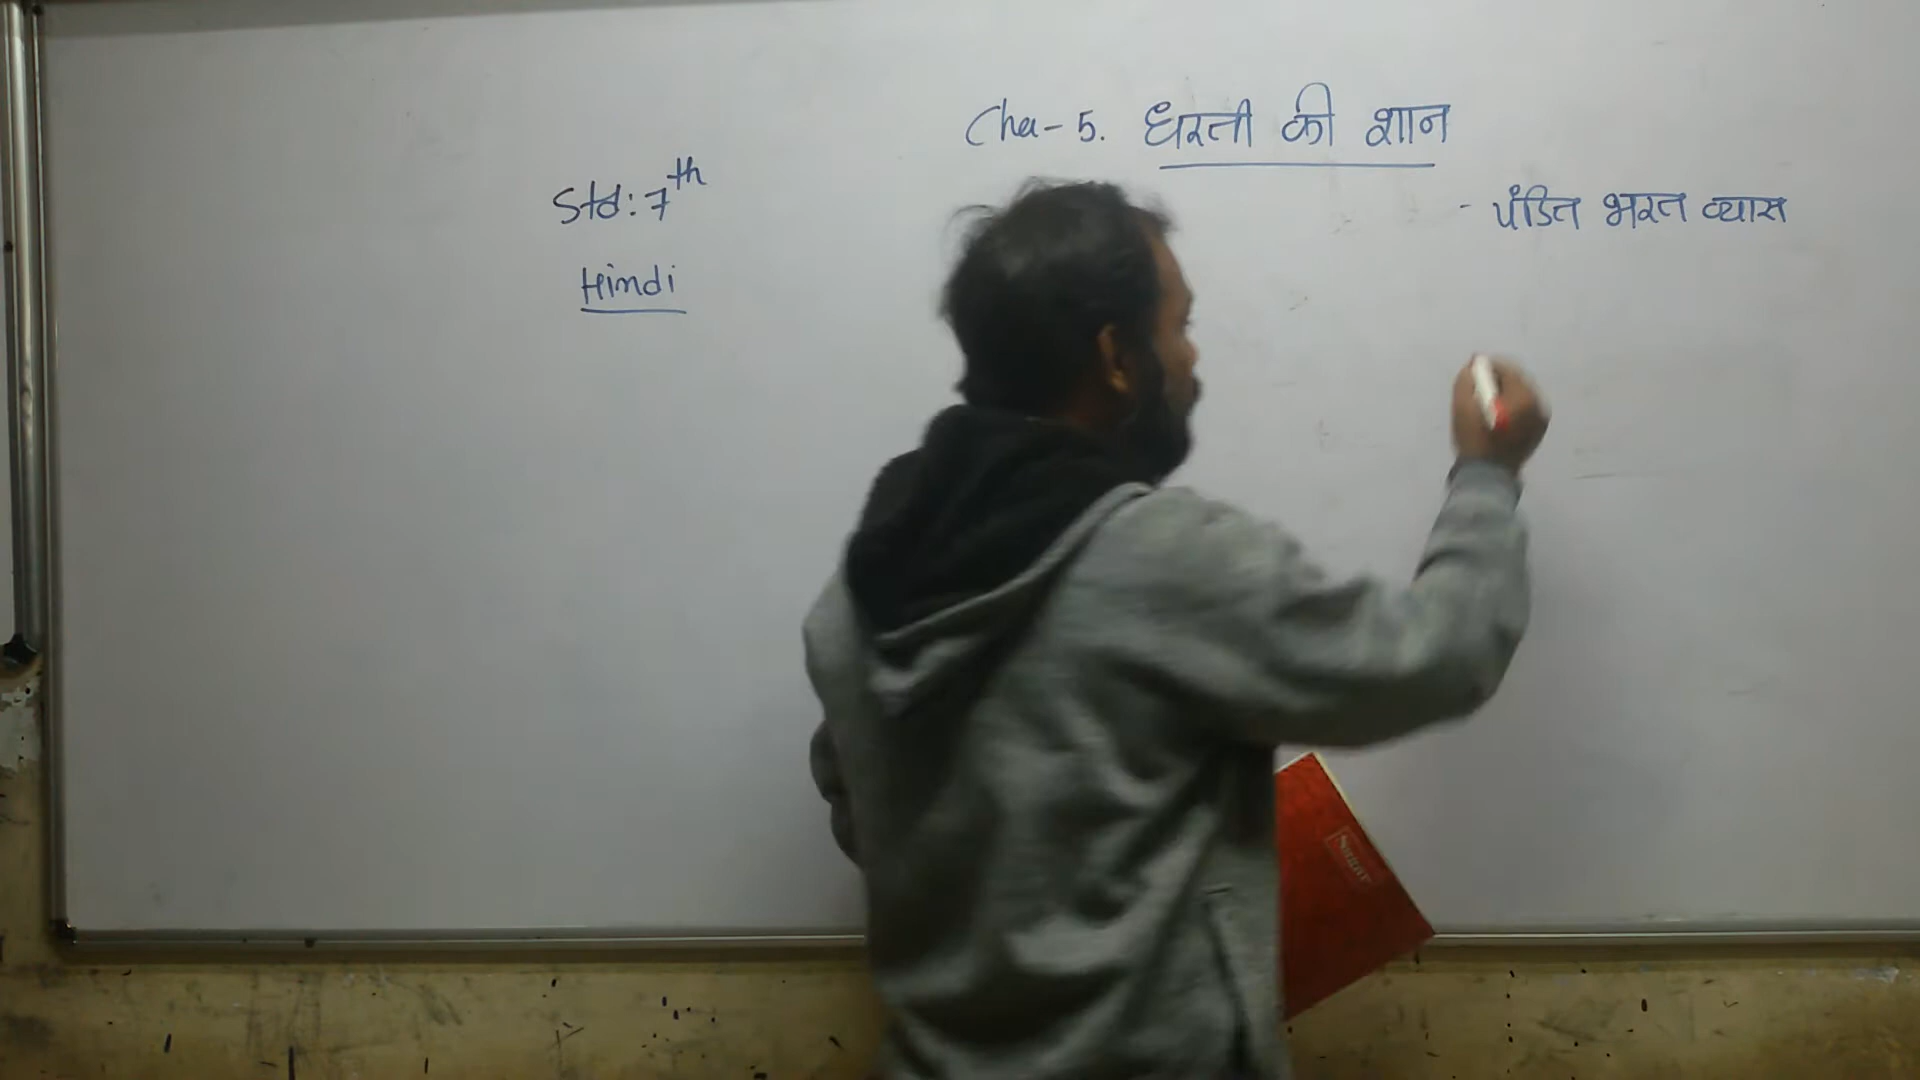 Cha-5. धरती की शान
- पंडित भरत व्यास
Std: 7th
Hindi